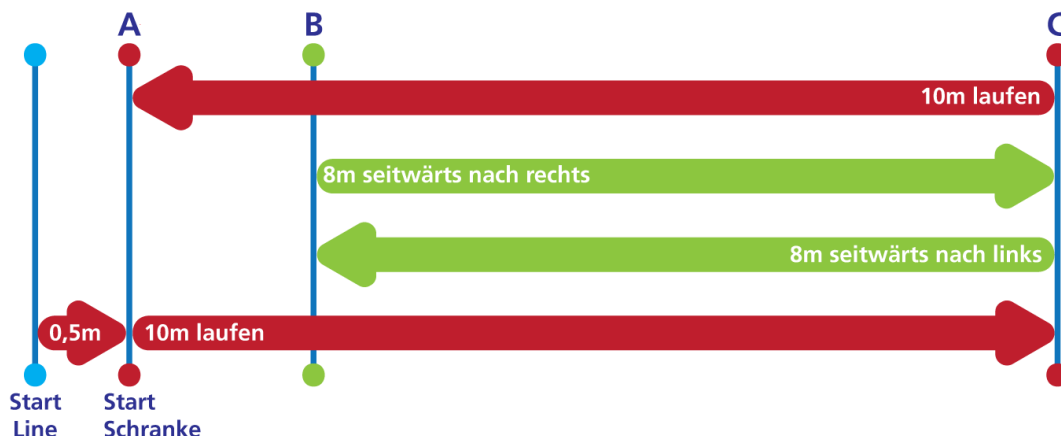 A
B
C
10m laufen
8m seitwärts nach rechts
8m seitwärts nach links
0,5m
10m laufen
Start
Line
Start
Schranke